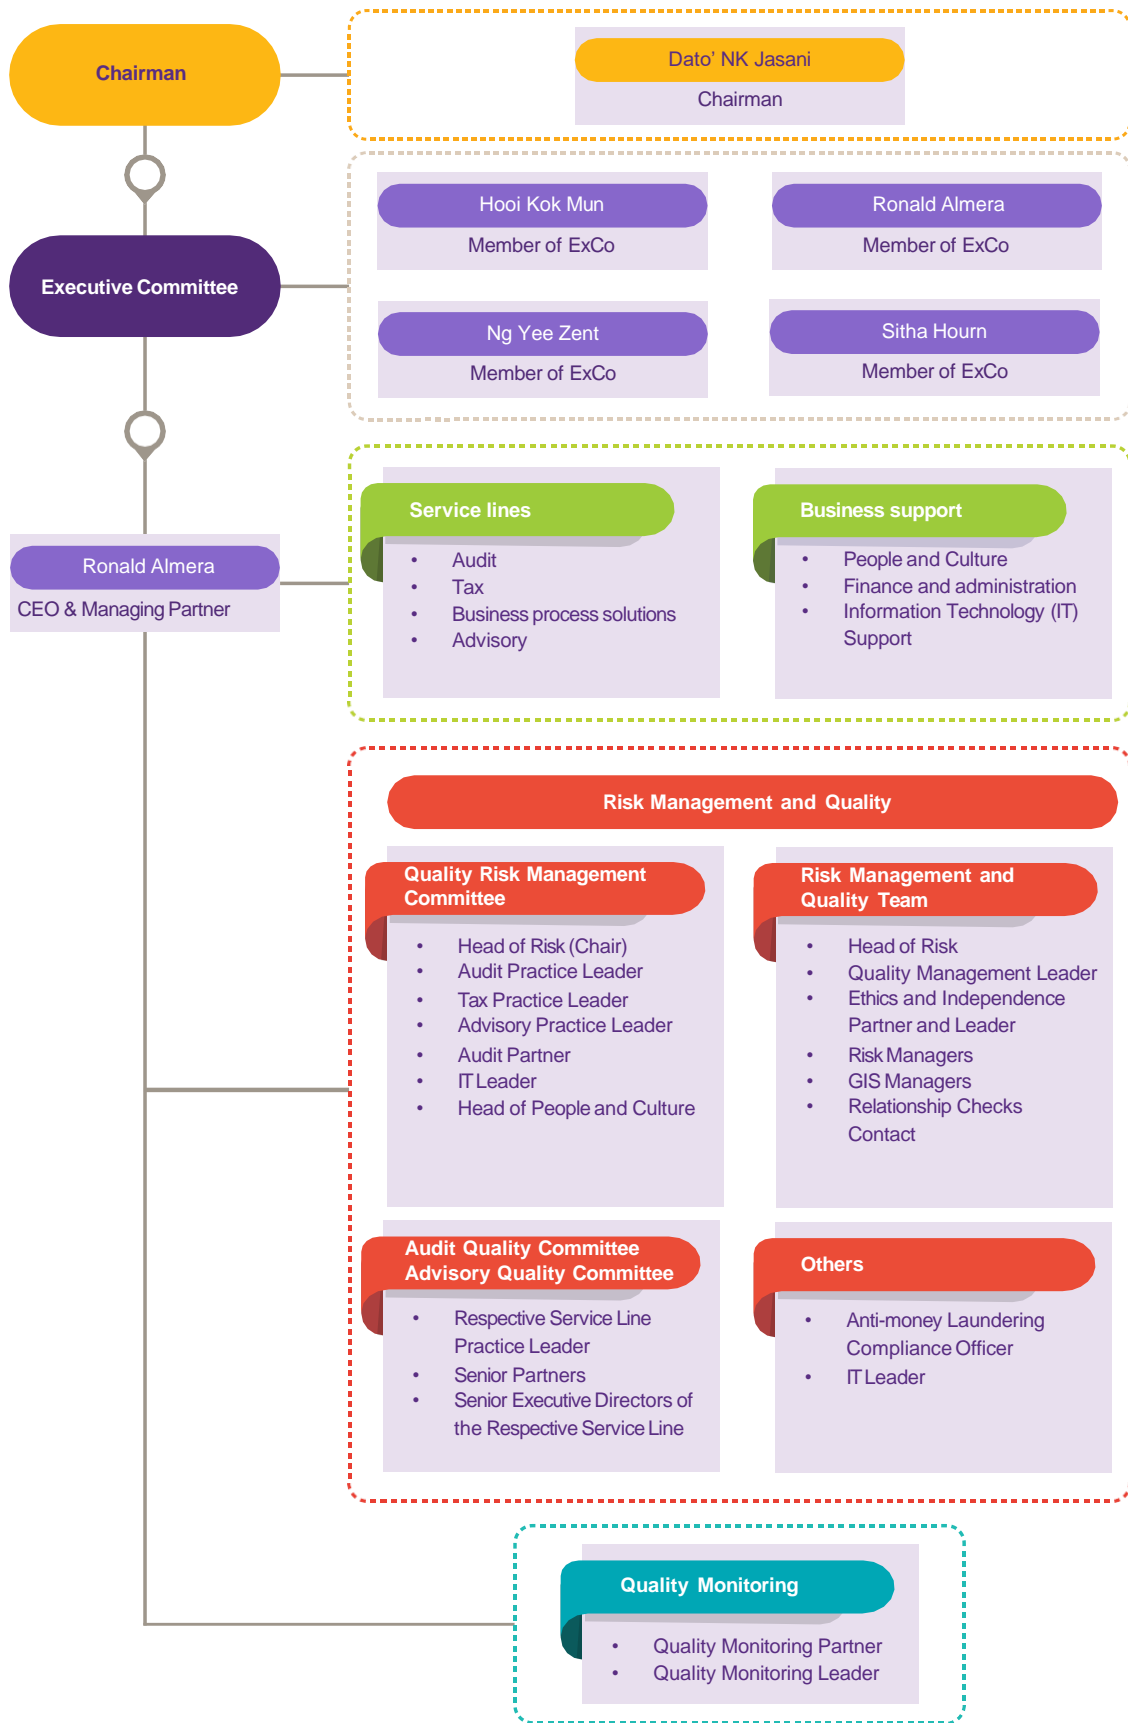 Chairman
Dato’ NK Jasani
Chairman
Executive Committee
Hooi Kok Mun
Member of ExCo
Ronald Almera
Member of ExCo
Ng Yee Zent
Member of ExCo
Sitha Hourn
Member of ExCo
Ronald Almera
CEO & Managing Partner
Service lines
• Audit
• Tax
• Business process solutions
• Advisory
Business support
• People and Culture
• Finance and administration
• Information Technology (IT)
Support
Risk Management and Quality
Quality Risk Management
Committee
• Head of Risk (Chair)
• Audit Practice Leader
• Tax Practice Leader
• Advisory Practice Leader
• Audit Partner
• IT Leader
• Head of People and Culture
Risk Management and
Quality Team
• Head of Risk
• Quality Management Leader
• Ethics and Independence
Partner and Leader
• Risk Managers
• GIS Managers
• Relationship Checks
Contact
Audit Quality Committee
Advisory Quality Committee
• Respective Service Line
Practice Leader
• Senior Partners
• Senior Executive Directors of
the Respective Service Line
Others
• Anti-money Laundering
Compliance Officer
• IT Leader
Quality Monitoring
• Quality Monitoring Partner
• Quality Monitoring Leader